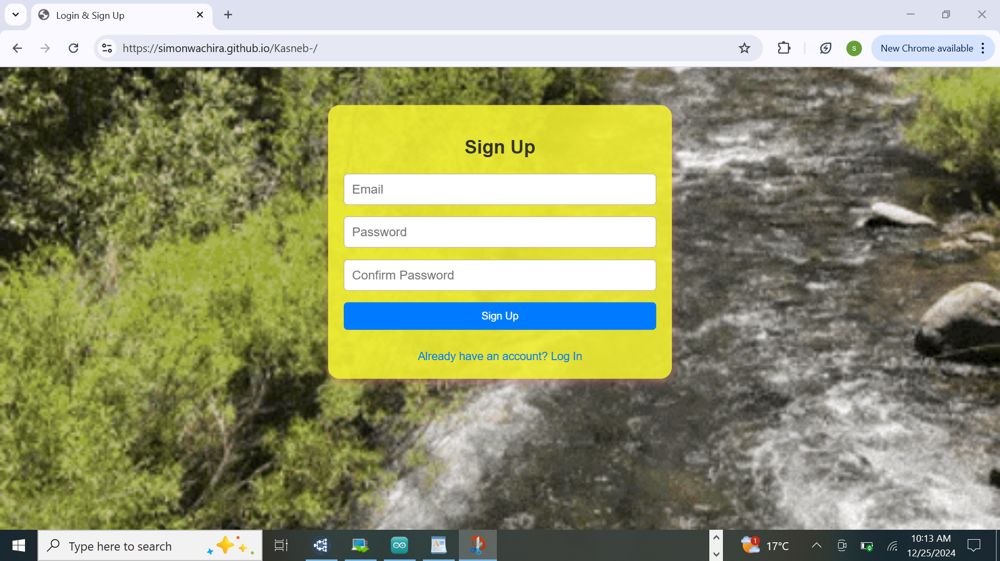 Login & Sign Up
https://simonwachira.github.io/Kasneb-/
S
New Chrome available
Sign Up
Email
Password
Confirm Password
Sign Up
Already have an account? Log In
Type here to search
A
1
17°C
10:13 AM
12/25/2024